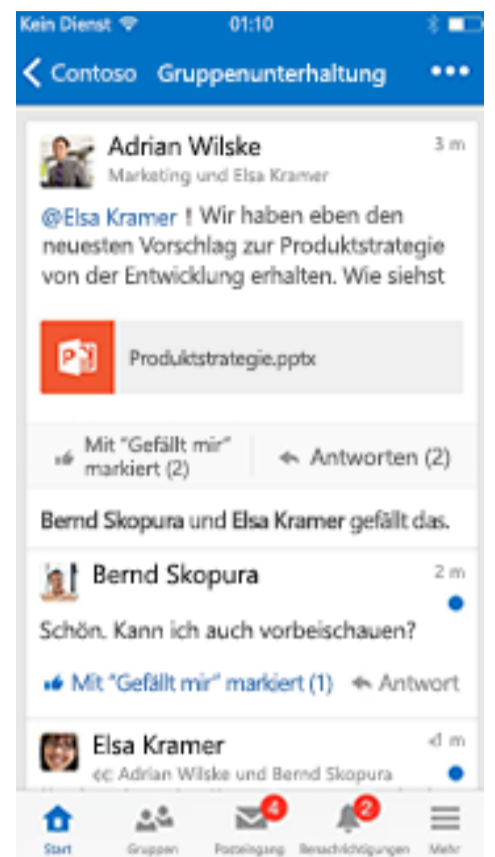 Kein Dienst 01:10
Contoso Gruppenunterhaltung
Adrian Wilske 3 m
Marketing und Elsa Kramer
@Elsa Kramer ! Wir haben eben den
neuesten Vorschlag zur Produktstrategie
von der Entwicklung erhalten. Wie siehst
Produktstrategie.pptx
Mit "Gefällt mir"
markiert (2)
Antworten (2)
Bernd Skopura und Elsa Kramer gefällt das.
Bernd Skopura 2 m
Schön. Kann ich auch vorbeischauen?
Mit "Gefällt mir" markiert (1) Antwort
Elsa Kramer m
cc: Adrian Wilske und Bernd Skopura
4 2
Start Gruppen Posteingang Benachrichtigungen Mehr